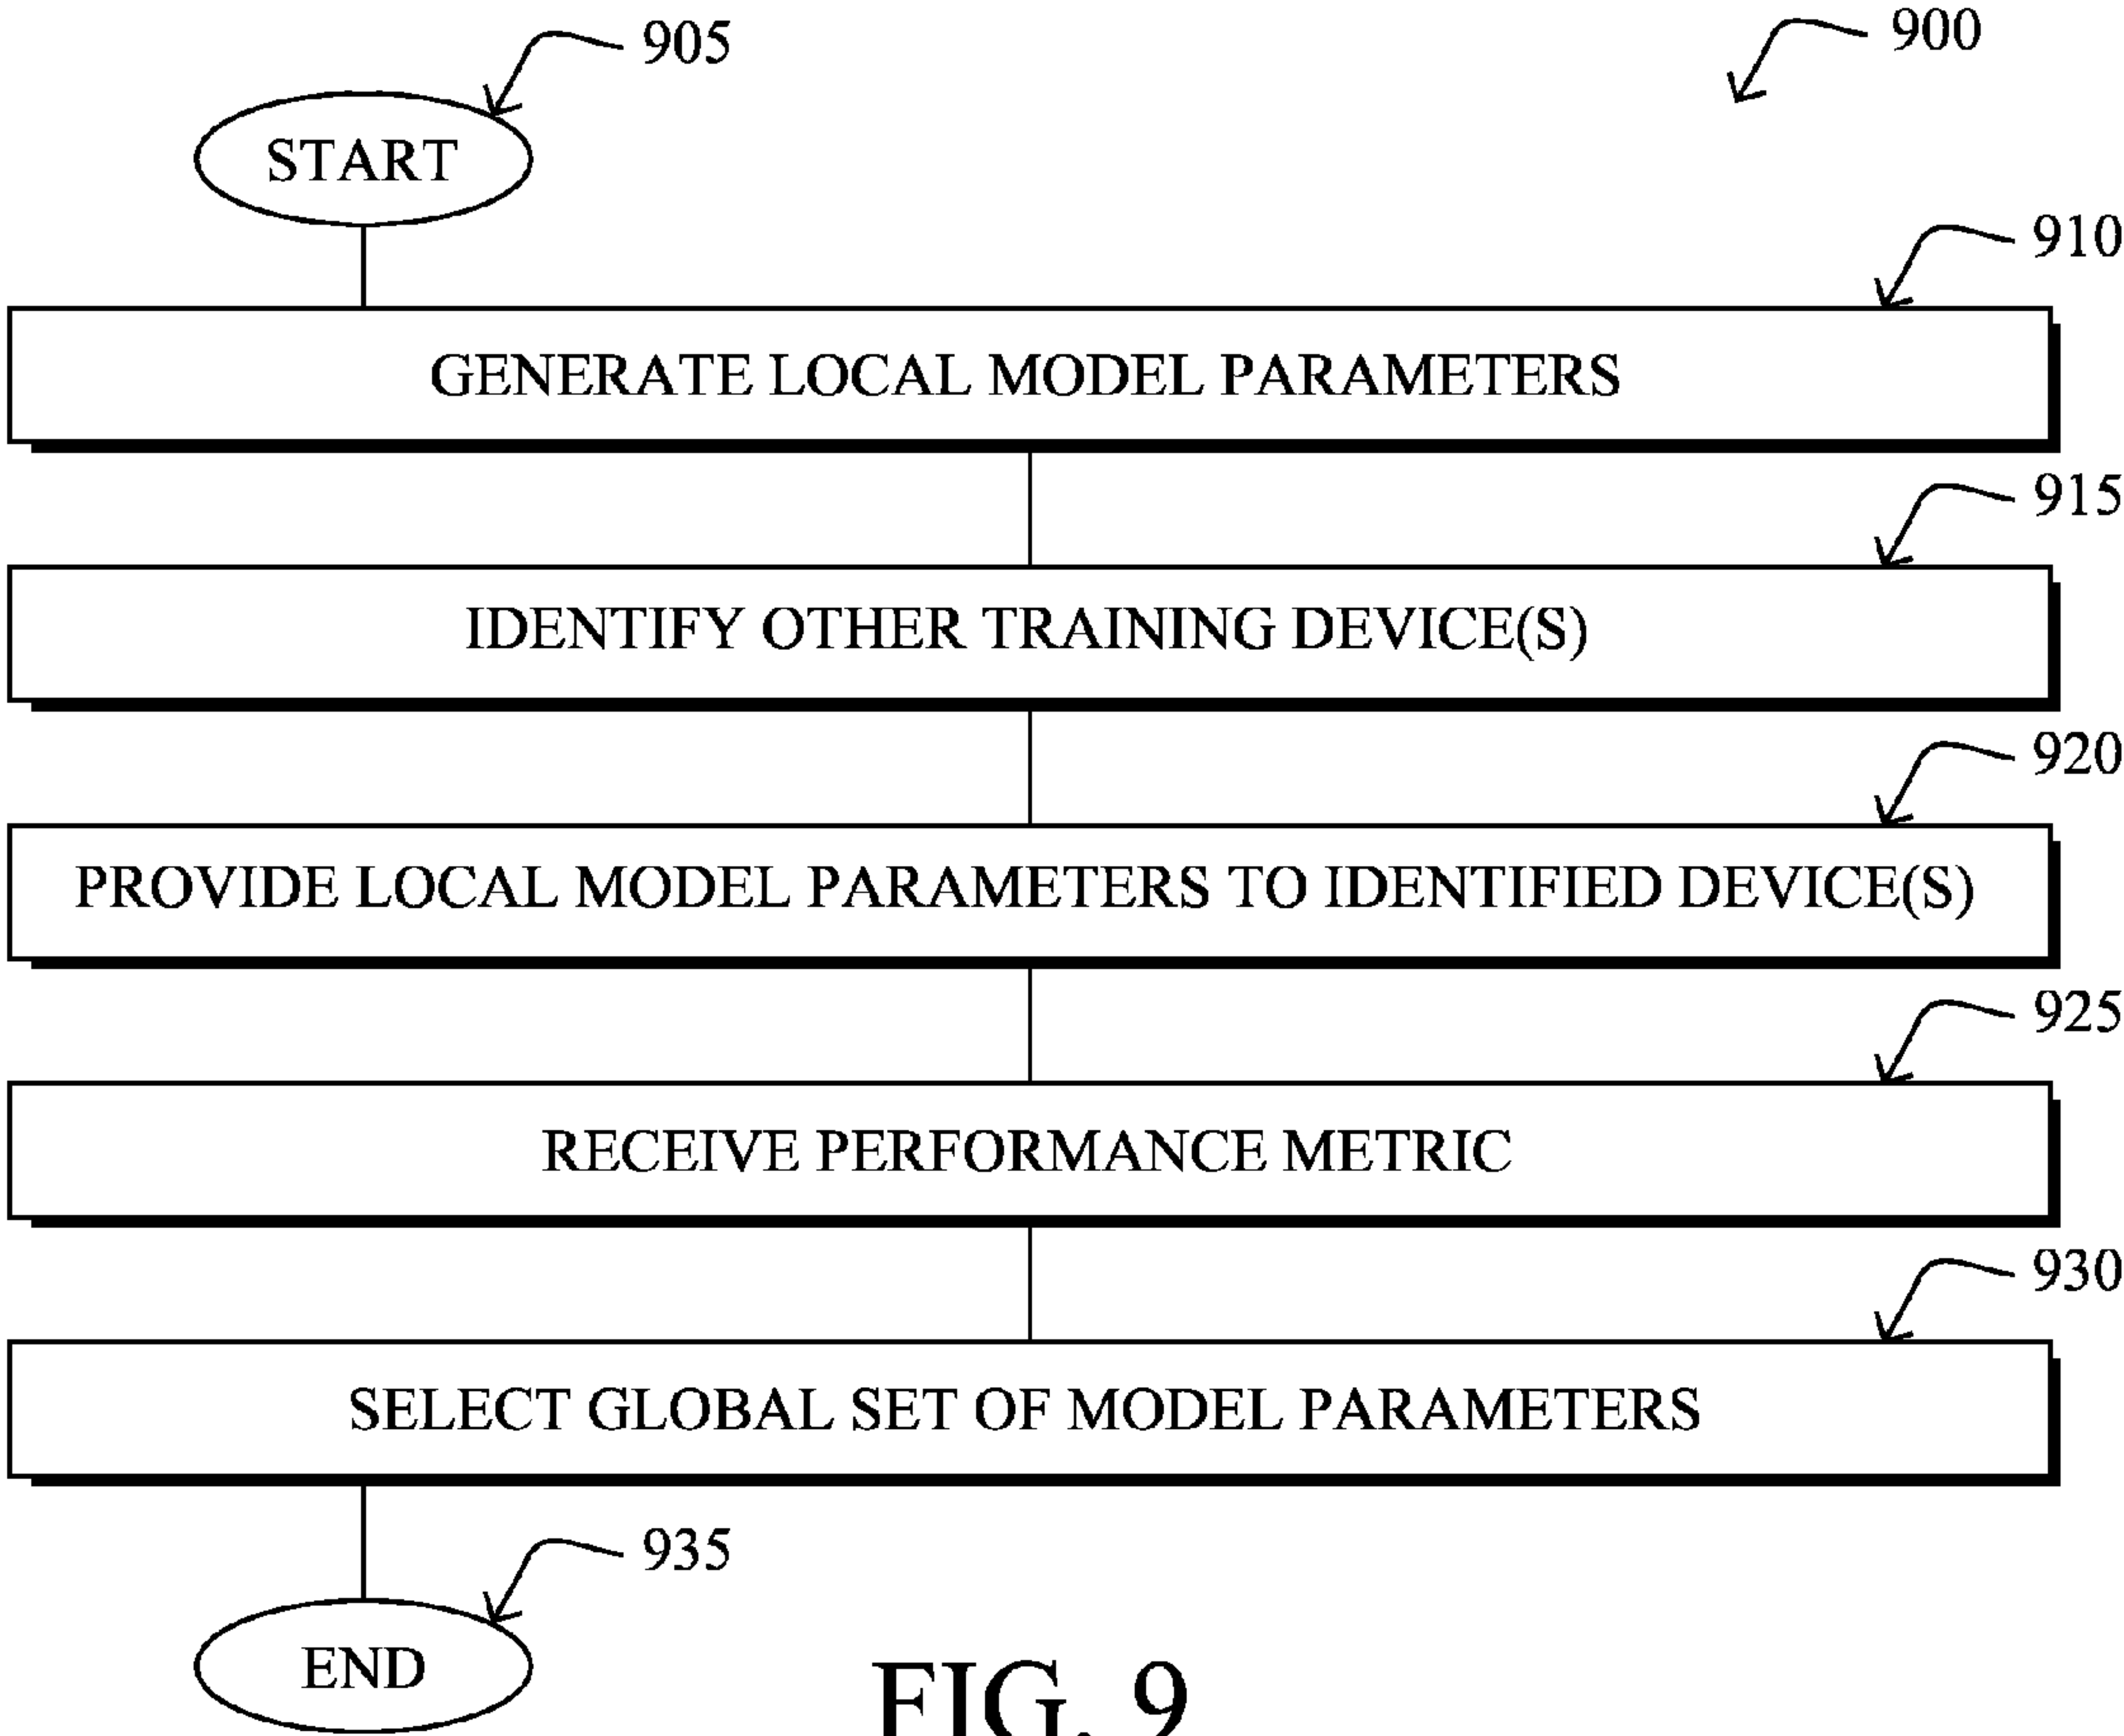 905
900
START
910
GENERATE LOCAL MODEL PARAMETERS
915
IDENTIFY OTHER TRAINING DEVICE(S)
920
PROVIDE LOCAL MODEL PARAMETERS TO IDENTIFIED DEVICE(S)
925
RECEIVE PERFORMANCE METRIC
930
SELECT GLOBAL SET OF MODEL PARAMETERS
935
END
FIG. 9